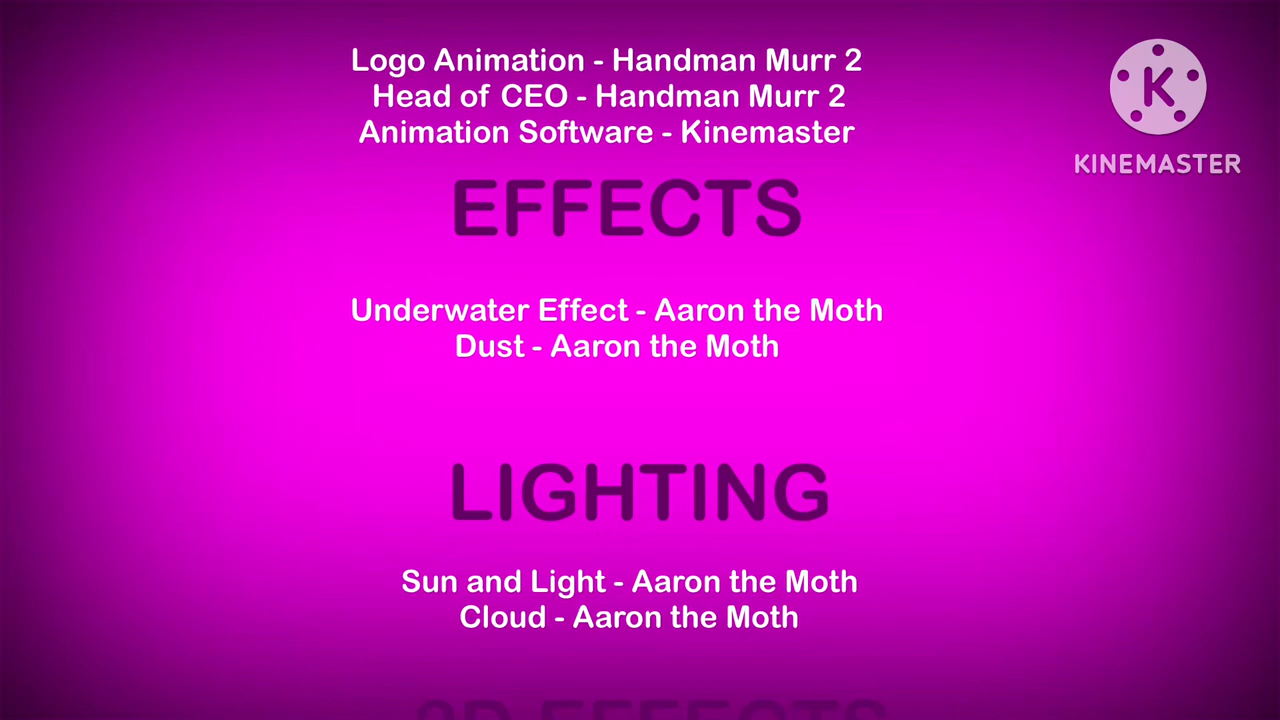 Logo Animation - Handman Murr 2
Head of CEO - Handman Murr 2
Animation Software - Kinemaster
K
KINEMASTER
EFFECTS
Underwater Effect - Aaron the Moth
Dust - Aaron the Moth
LIGHTING
Sun and Light - Aaron the Moth
Cloud - Aaron the Moth
EFFECTS